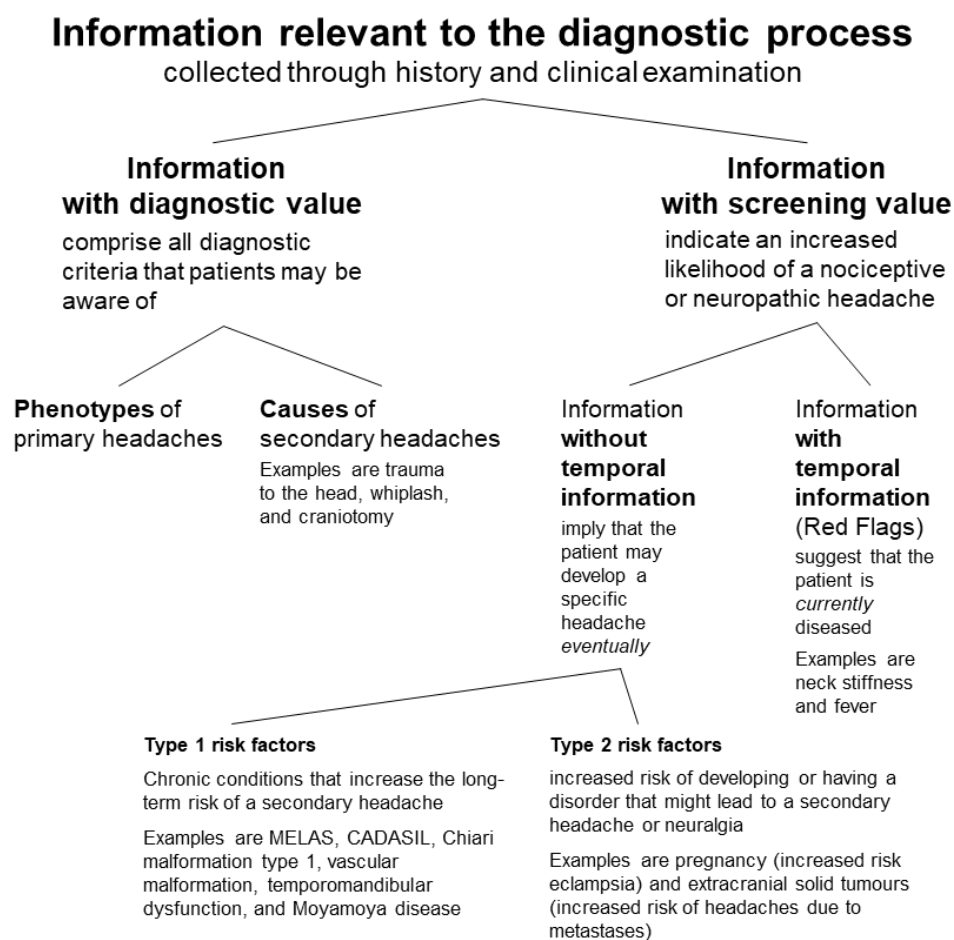 Information relevant to the diagnostic process
collected through history and clinical examination
Information
with diagnostic value
comprise all diagnostic
criteria that patients may be
aware of
Information
with screening value
indicate an increased
likelihood of a nociceptive
or neuropathic headache
Phenotypes of
primary headaches
Causes of
secondary headaches
Examples are trauma
to the head, whiplash,
and craniotomy
Information
without
temporal
information
imply that the
patient may
develop a
specific
headache
eventually
Information
with
temporal
information
(Red Flags)
suggest that the
patient is
currently
diseased
Examples are
neck stiffness
and fever
Type 1 risk factors
Chronic conditions that increase the long-
term risk of a secondary headache
Examples are MELAS, CADASIL, Chiari
malformation type 1, vascular
malformation, temporomandibular
dysfunction, and Moyamoya disease
Type 2 risk factors
increased risk of developing or having a
disorder that might lead to a secondary
headache or neuralgia
Examples are pregnancy (increased risk
eclampsia) and extracranial solid tumours
(increased risk of headaches due to
metastases)